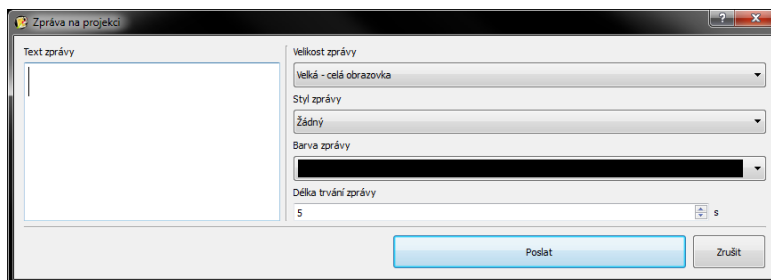 Zpráva na projekci
Text zprávy
Velikost zprávy
Velká - celá obrazovka
Styl zprávy
Žádný
Barva zprávy
Délka trvání zprávy
5 s
Poslat
Zrušit